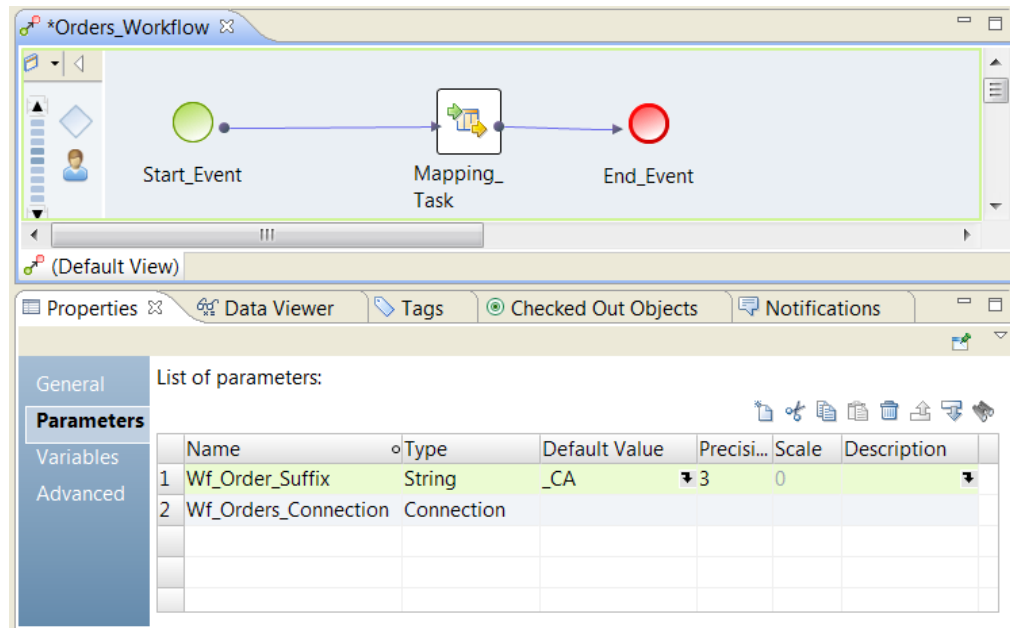 *Orders_Workflow
Start_Event
Mapping_
Task
End_Event
(Default View)
Properties Data Viewer Tags Checked Out Objects Notifications
General
Parameters
Variables
Advanced
List of parameters:
Name Type Default Value Precisi... Scale Description
1 Wf_Order_Suffix String _CA 3 0
2 Wf_Orders_Connection Connection